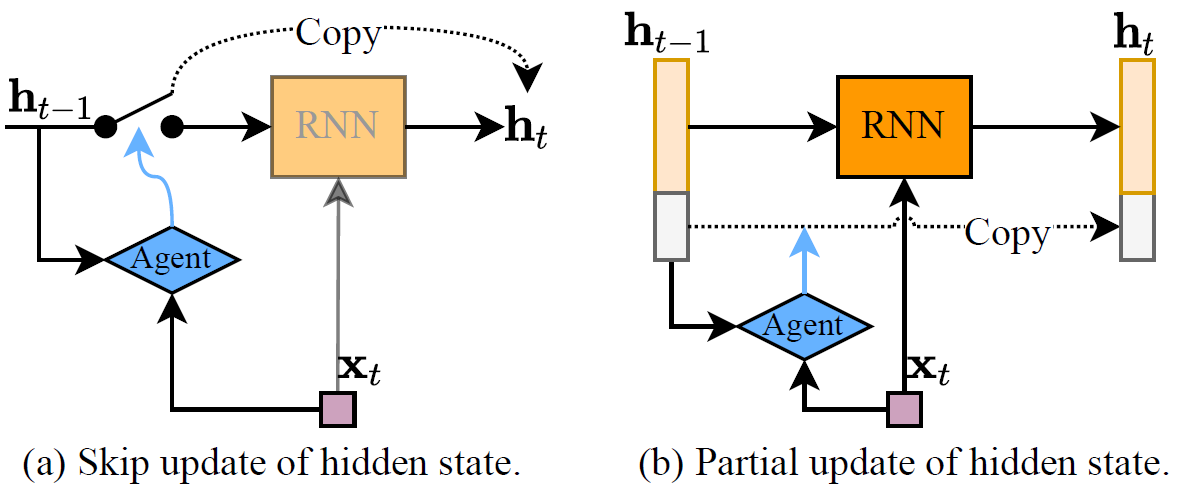 Copy
h_{t-1}
RNN
h_t
Agent
x_t
(a) Skip update of hidden state.
h_{t-1}
h_t
RNN
Copy
Agent
x_t
(b) Partial update of hidden state.